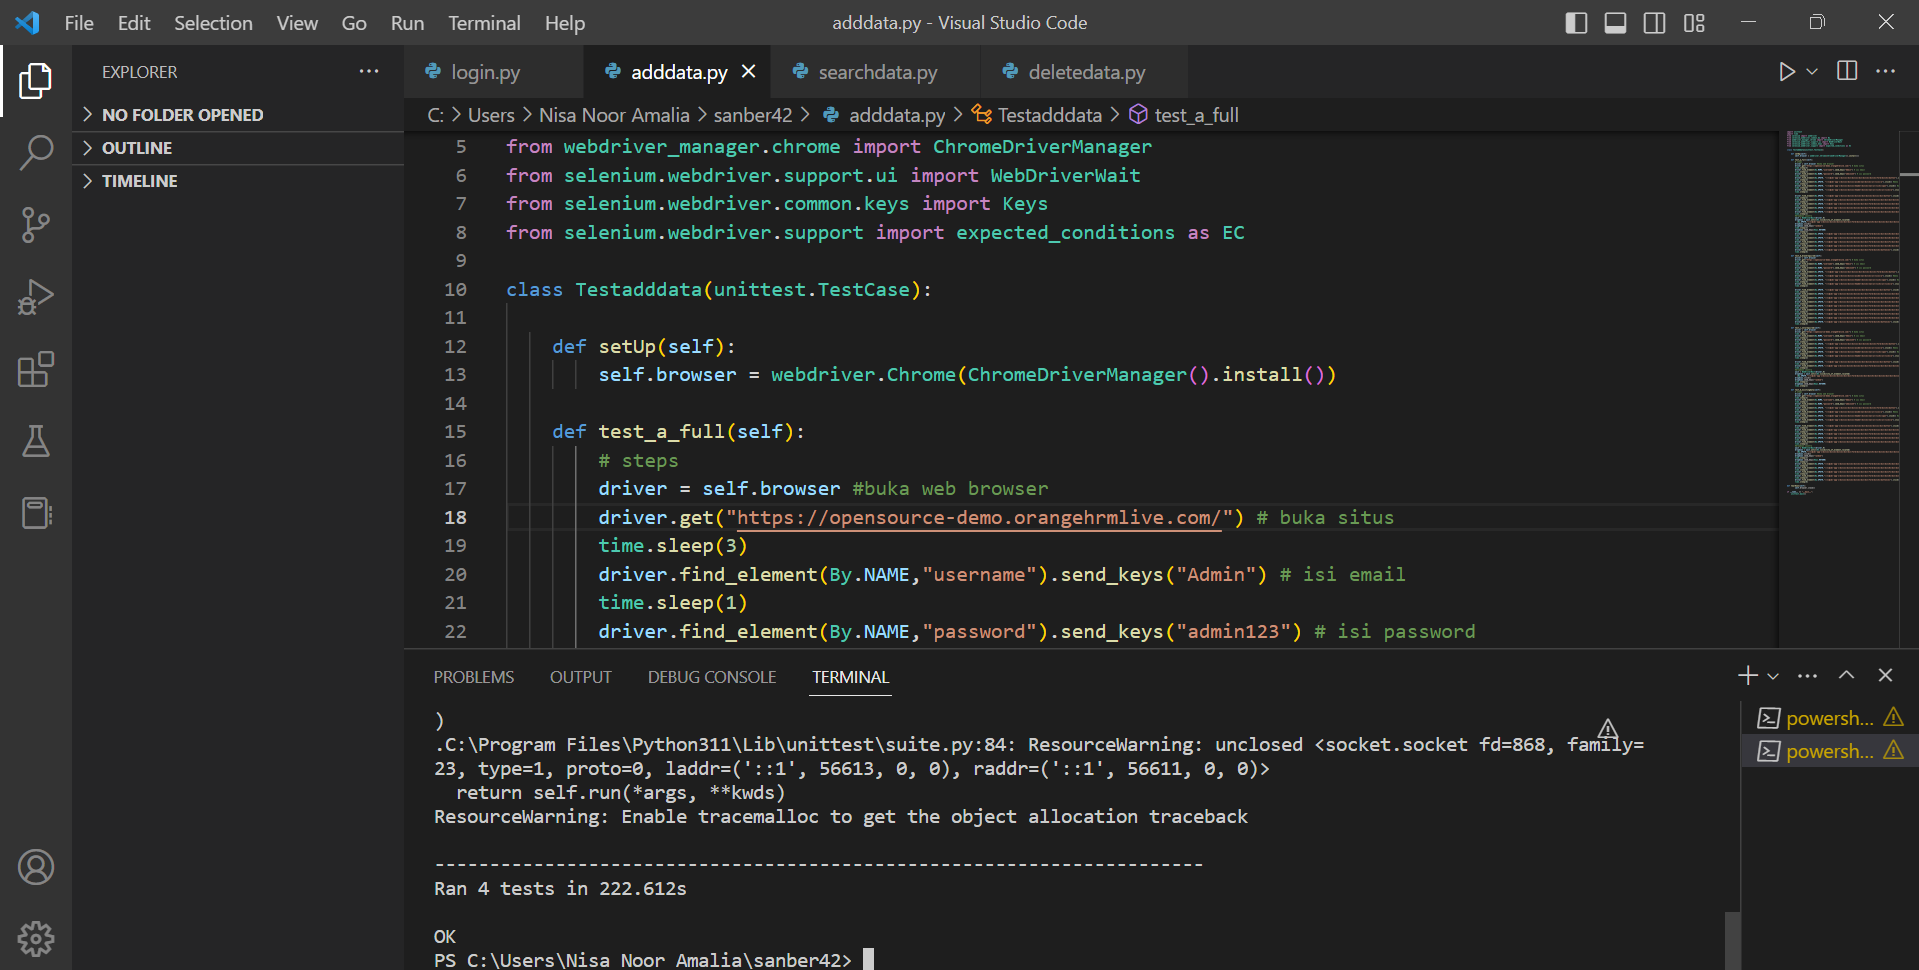 File Edit Selection View Go Run Terminal Help adddata.py - Visual Studio Code
EXPLORER
NO FOLDER OPENED
OUTLINE
TIMELINE
login.py adddata.py searchdata.py deletedata.py
C: > Users > Nisa Noor Amalia > sanber42 > adddata.py > Testadddata > test_a_full
5 from webdriver_manager.chrome import ChromeDriverManager
6 from selenium.webdriver.support.ui import WebDriverWait
7 from selenium.webdriver.common.keys import Keys
8 from selenium.webdriver.support import expected_conditions as EC
9
10 class Testadddata(unittest.TestCase):
11
12 def setUp(self):
13 self.browser = webdriver.Chrome(ChromeDriverManager().install())
14
15 def test_a_full(self):
16 # steps
17 driver = self.browser #buka web browser
18 driver.get("https://opensource-demo.orangehrmlive.com/") # buka situs
19 time.sleep(3)
20 driver.find_element(By.NAME,"username").send_keys("Admin") # isi email
21 time.sleep(1)
22 driver.find_element(By.NAME,"password").send_keys("admin123") # isi password
PROBLEMS OUTPUT DEBUG CONSOLE TERMINAL
)
.C:\Program Files\Python311\Lib\unittest\suite.py:84: ResourceWarning: unclosed <socket.socket fd=868, family=
23, type=1, proto=0, laddr=('::1', 56613, 0, 0), raddr=('::1', 56611, 0, 0)>
return self.run(*args, **kwds)
ResourceWarning: Enable tracemalloc to get the object allocation traceback
----------------------------------------------------------------------
Ran 4 tests in 222.612s
OK
PS C:\Users\Nisa Noor Amalia\sanber42>
powersh...
powersh...